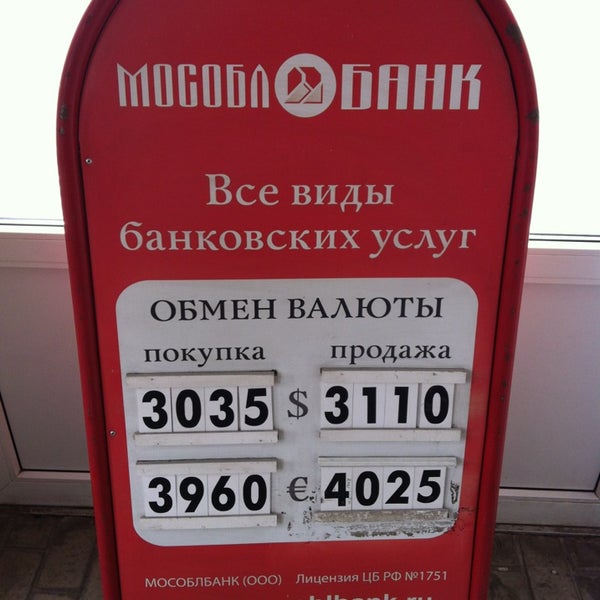 МОСОБЛБАНК
Все виды
банковских услуг
ОБМЕН ВАЛЮТЫ
покупка продажа
3035 $ 3110
3960 € 4025
МОСОБЛБАНК (ООО) Лицензия ЦБ РФ №1751